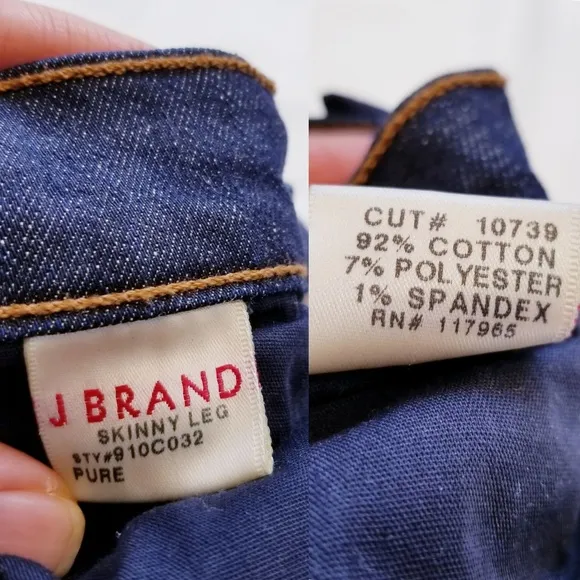 J BRAND
SKINNY LEG
STY#910C032
PURE
CUT# 10739
92% COTTON
7% POLYESTER
1% SPANDEX
RN# 117965